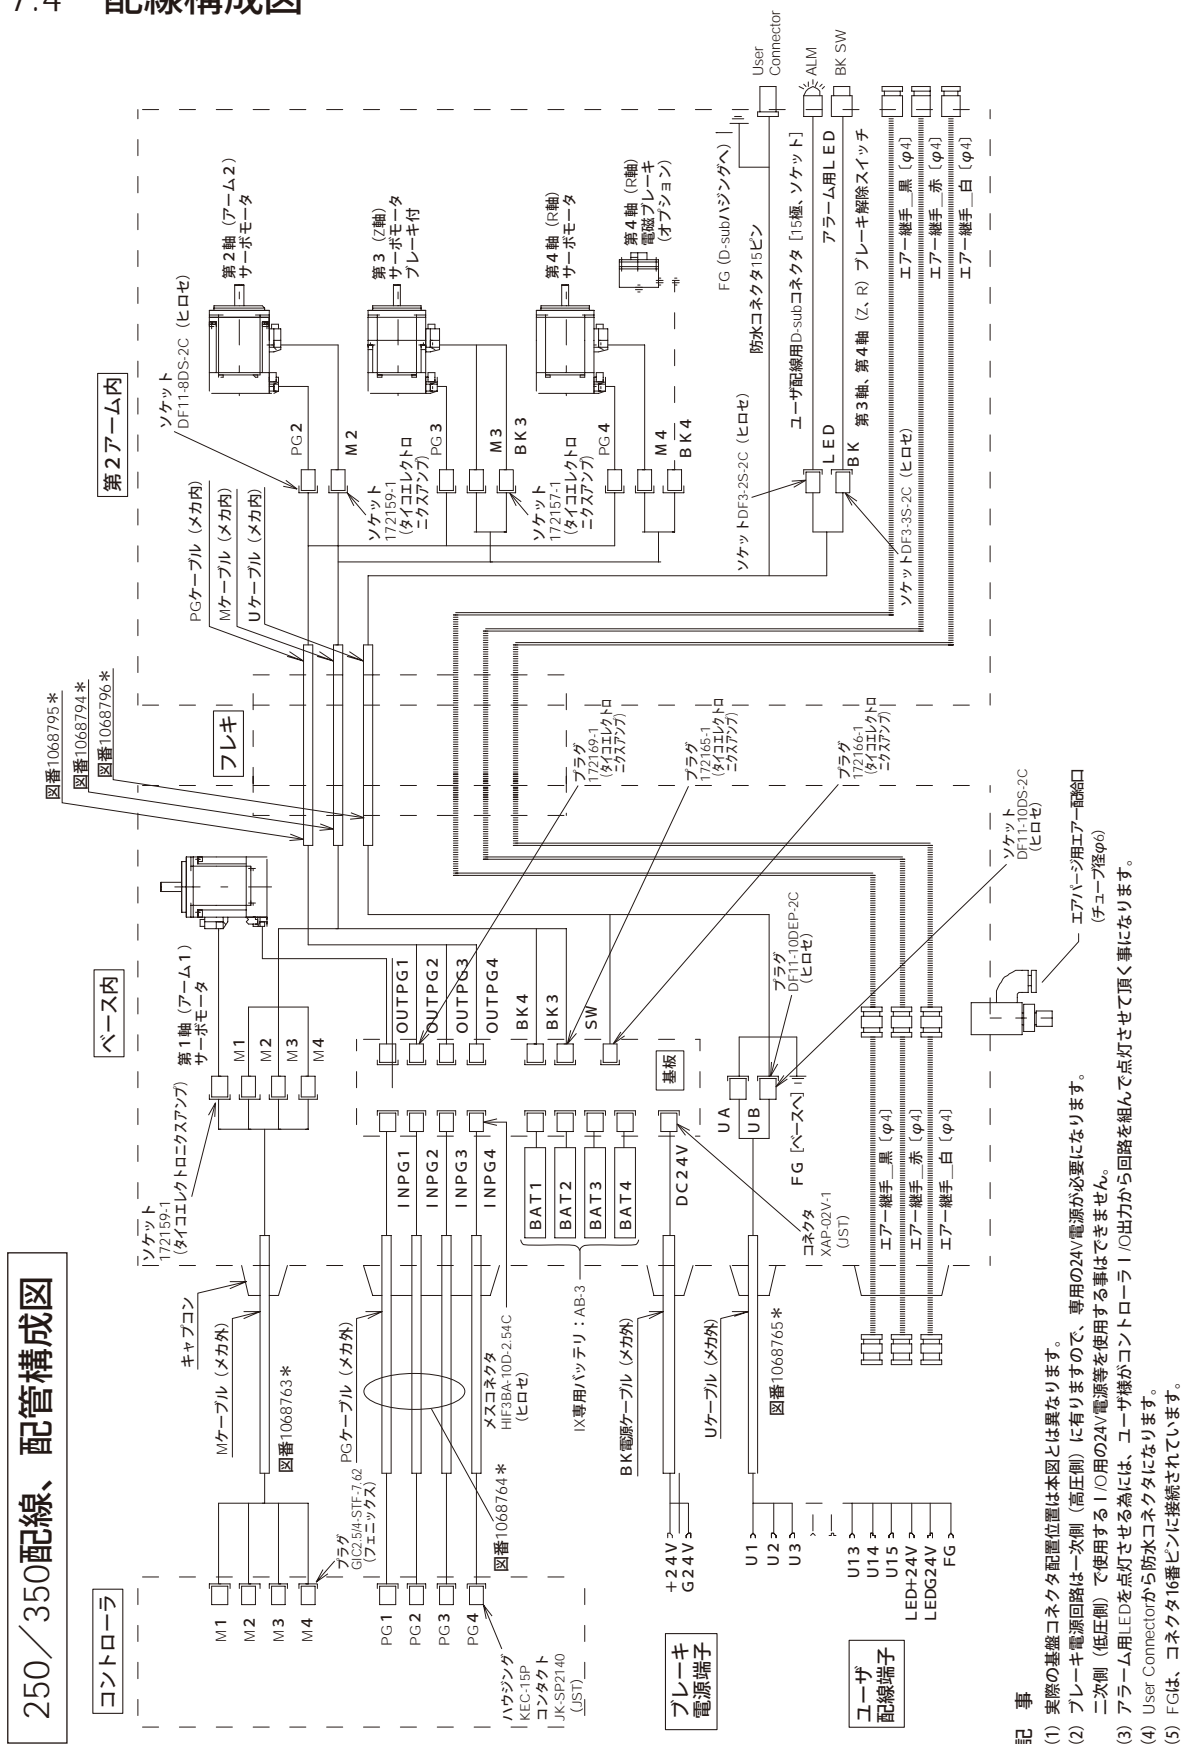 7.4 配線構成図
250／350配線、配管構成図
コントローラ
M1
M2
M3
M4
プラグ
GIC2.5/4-STF-7.62
(フェニックス)
PG1
PG2
PG3
PG4
ハウジング
KEC-15P
コンタクト
JK-SP2140
(JST)
ブレーキ
電源端子
+24V
G24V
ユーザ
配線端子
U1
U2
U3
U13
U14
U15
LED+24V
LEDG24V
FG
キャプコン
Mケーブル（メカ外）
図番1068763＊
PGケーブル（メカ外）
図番1068764＊
メスコネクタ
HIF3BA-10D-2.54C
(ヒロセ)
IX専用バッテリ：AB-3
BK電源ケーブル（メカ外）
Uケーブル（メカ外）
図番1068765＊
ベース内
ソケット
172159-1
(タイコエレクトロニクスアンプ)
第1軸（アーム1）
サーボモータ
M1
M2
M3
M4
INPG1
INPG2
INPG3
INPG4
OUTPG1
OUTPG2
OUTPG3
OUTPG4
BK4
BK3
SW
BAT1
BAT2
BAT3
BAT4
DC24V
基板
コネクタ
XAP-02V-1
(JST)
UA
UB
FG［ベースへ］
プラグ
DF11-10DEP-2C
(ヒロセ)
ソケット
DF11-10DS-2C
(ヒロセ)
エアー継手＿黒［φ4］
エアー継手＿赤［φ4］
エアー継手＿白［φ4］
エアパージ用エアー配給口
(チューブ径φ6)
フレキ
図番1068795＊
図番1068794＊
図番1068796＊
プラグ
172169-1
(タイコエレクトロ
ニクスアンプ)
プラグ
172165-1
(タイコエレクトロ
ニクスアンプ)
プラグ
172166-1
(タイコエレクトロ
ニクスアンプ)
第2アーム内
PGケーブル（メカ内）
Mケーブル（メカ内）
Uケーブル（メカ内）
ソケット
DF11-8DS-2C（ヒロセ）
PG2
M2
ソケット
172159-1
(タイコエレクトロ
ニクスアンプ)
PG3
M3
BK3
ソケット
172157-1
(タイコエレクトロ
ニクスアンプ)
PG4
M4
BK4
第2軸（アーム2）
サーボモータ
第3（Z軸）
サーボモータ
ブレーキ付
第4軸（R軸）
サーボモータ
第4軸（R軸）
電磁ブレーキ
(オプション)
FG（D-subハジングへ）
防水コネクタ15ピン
User
Connector
ユーザ配線用D-subコネクタ［15極、ソケット］
ソケットDF3-2S-2C（ヒロセ）
LED
BK
アラーム用LED
ALM
BK SW
第3軸、第4軸（Z、R）ブレーキ解除スイッチ
ソケットDF3-3S-2C（ヒロセ）
エアー継手＿黒［φ4］
エアー継手＿赤［φ4］
エアー継手＿白［φ4］
記 事
(1) 実際の基盤コネクタ配置位置は本図とは異なります。
(2) ブレーキ電源回路は一次側（高圧側）に有りますので、専用の24V電源が必要になります。
二次側（低圧側）で使用するI/O用の24V電源等を使用する事はできません。
(3) アラーム用LEDを点灯させる為には、ユーザ様がコントローラI/O出力から回路を組んで点灯させて頂く事になります。
(4) User Connectorから防水コネクタになります。
(5) FGは、コネクタ16番ピンに接続されています。